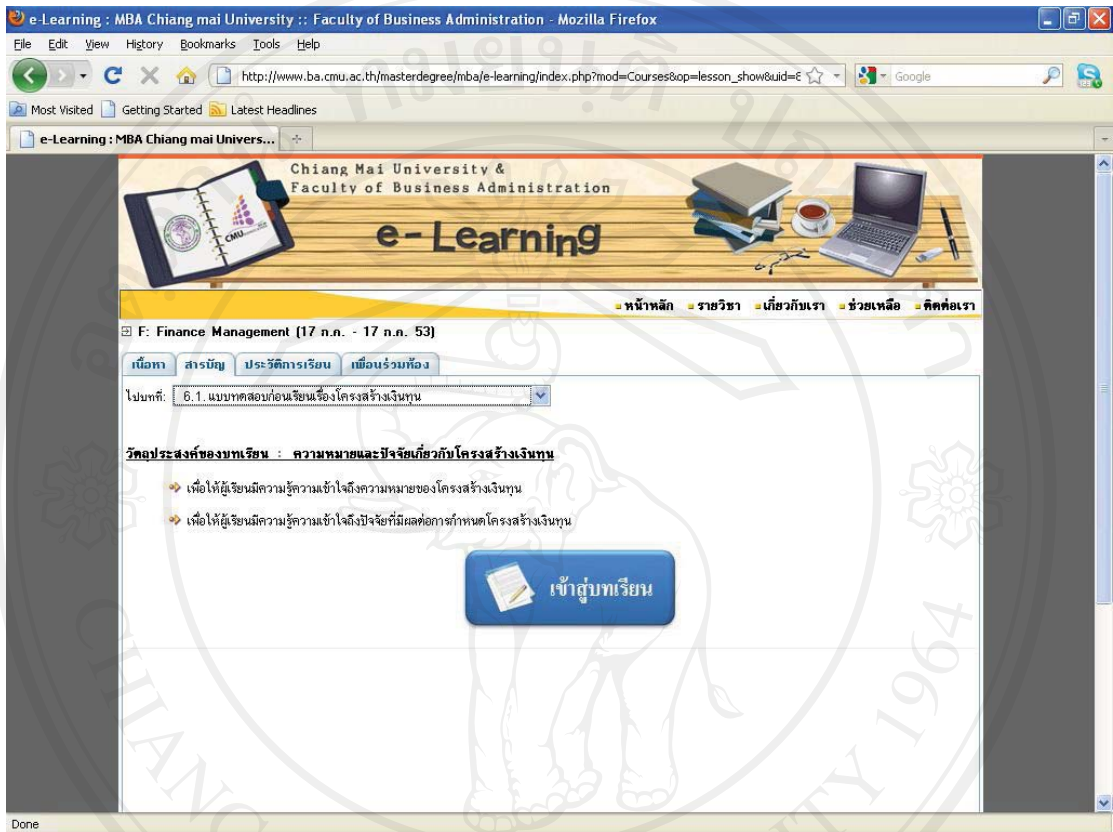 e-Learning : MBA Chiang mai University :: Faculty of Business Administration - Mozilla Firefox
File Edit View History Bookmarks Tools Help
http://www.ba.cmu.ac.th/masterdegree/mba/e-learning/index.php?mod=Courses&op=lesson_show&uid=8 Google
Most Visited Getting Started Latest Headlines
e-Learning : MBA Chiang mai Univers...
Chiang Mai University &
Faculty of Business Administration
CMU
e-Learning
หน้าหลัก รายวิชา เกี่ยวกับเรา ช่วยเหลือ ติดต่อเรา
F: Finance Management (17 ก.ค. - 17 ก.ค. 53)
เนื้อหา สารบัญ ประวัติการเรียน เพื่อนร่วมห้อง
ไปบทที่: 6.1. แบบทดสอบก่อนเรียนเรื่องโครงสร้างเงินทุน
วัตถุประสงค์ของบทเรียน : ความหมายและปัจจัยเกี่ยวกับโครงสร้างเงินทุน
เพื่อให้ผู้เรียนมีความรู้ความเข้าใจถึงความหมายของโครงสร้างเงินทุน
เพื่อให้ผู้เรียนมีความรู้ความเข้าใจถึงปัจจัยที่มีผลต่อการกำหนดโครงสร้างเงินทุน
เข้าสู่บทเรียน
Done